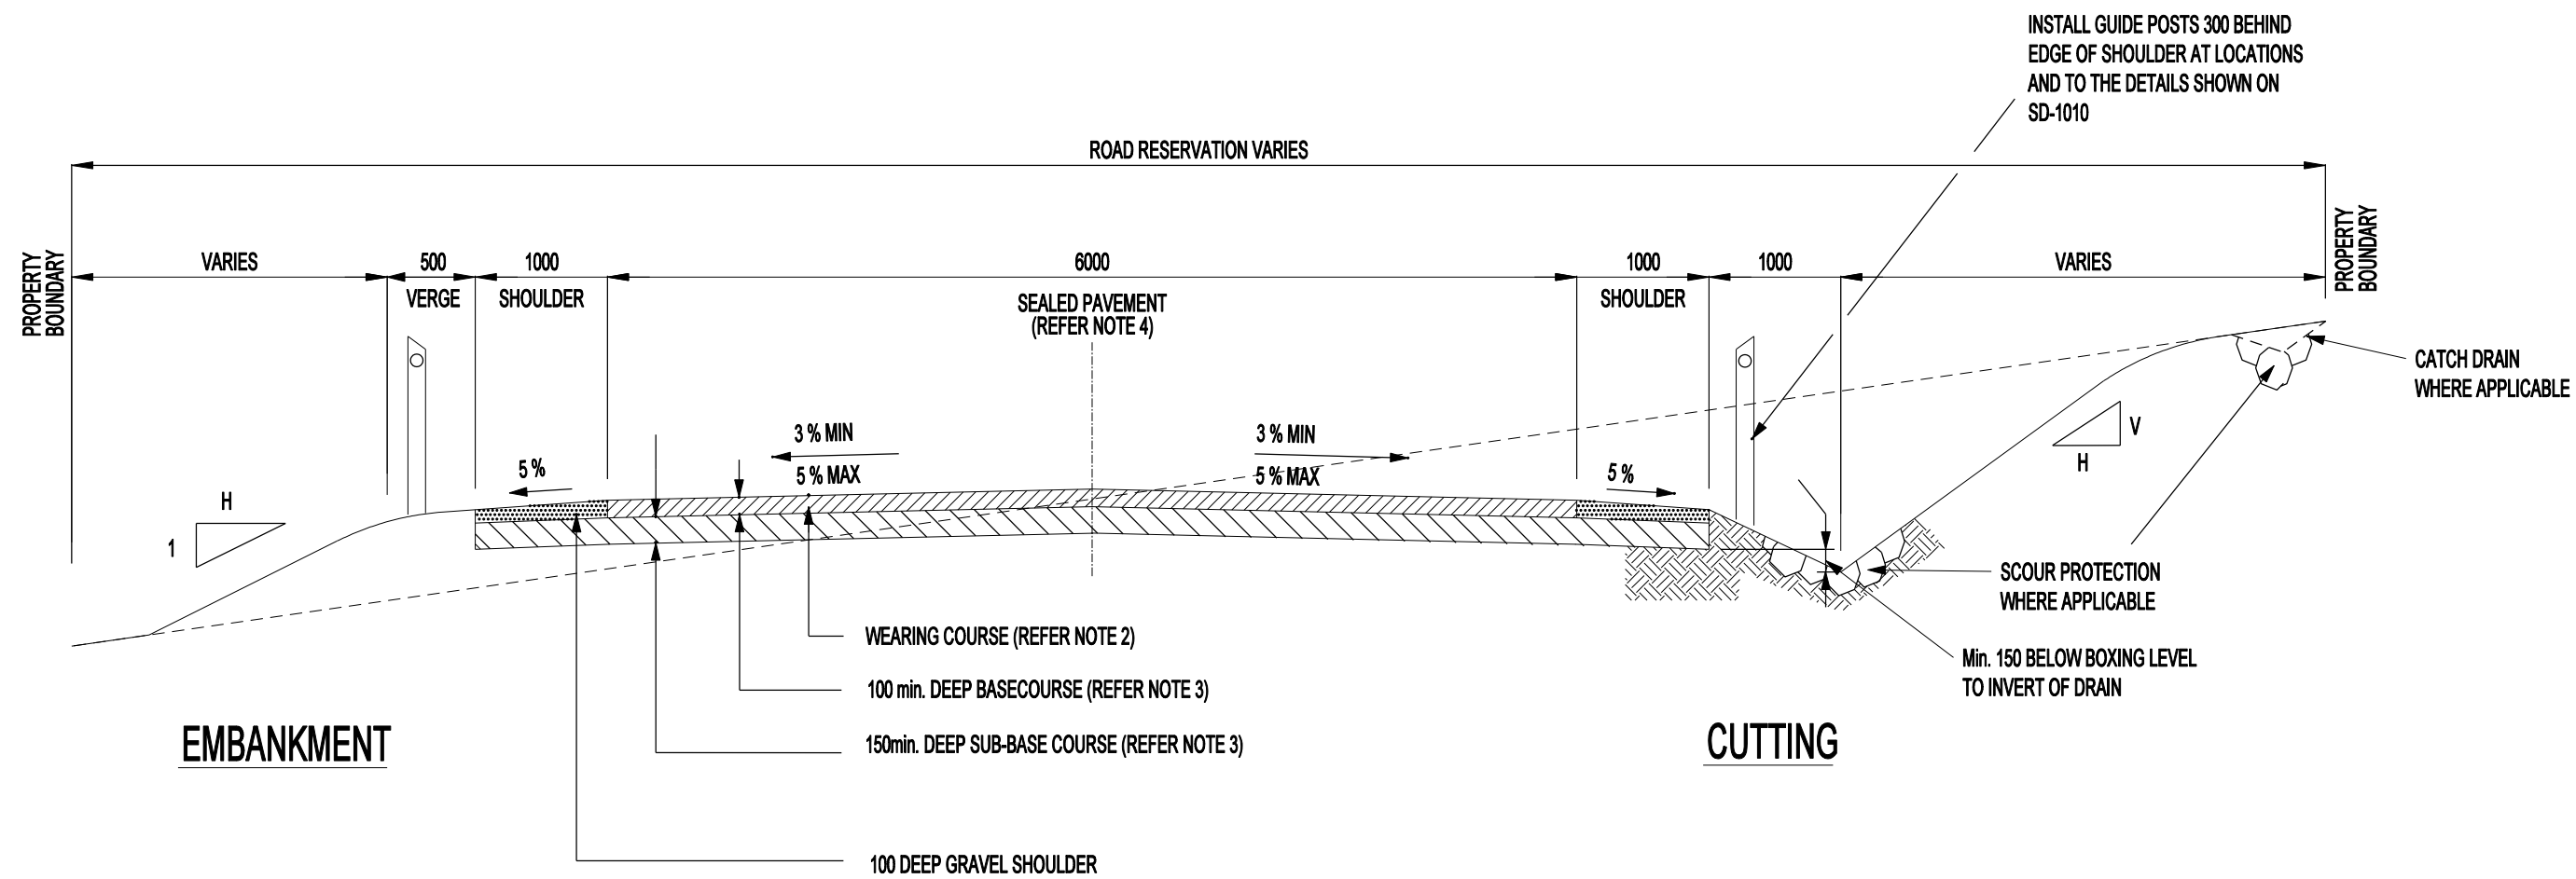 INSTALL GUIDE POSTS 300 BEHIND
EDGE OF SHOULDER AT LOCATIONS
AND TO THE DETAILS SHOWN ON
SD-1010
ROAD RESERVATION VARIES
PROPERTY
BOUNDARY
VARIES
500
VERGE
1000
SHOULDER
6000
SEALED PAVEMENT
(REFER NOTE 4)
1000
SHOULDER
1000
VARIES
PROPERTY
BOUNDARY
CATCH DRAIN
WHERE APPLICABLE
V
H
3 % MIN
5 % MAX
3 % MIN
5 % MAX
5 %
5 %
H
1
SCOUR PROTECTION
WHERE APPLICABLE
WEARING COURSE (REFER NOTE 2)
Min. 150 BELOW BOXING LEVEL
TO INVERT OF DRAIN
100 min. DEEP BASECOURSE (REFER NOTE 3)
150min. DEEP SUB-BASE COURSE (REFER NOTE 3)
EMBANKMENT
CUTTING
100 DEEP GRAVEL SHOULDER